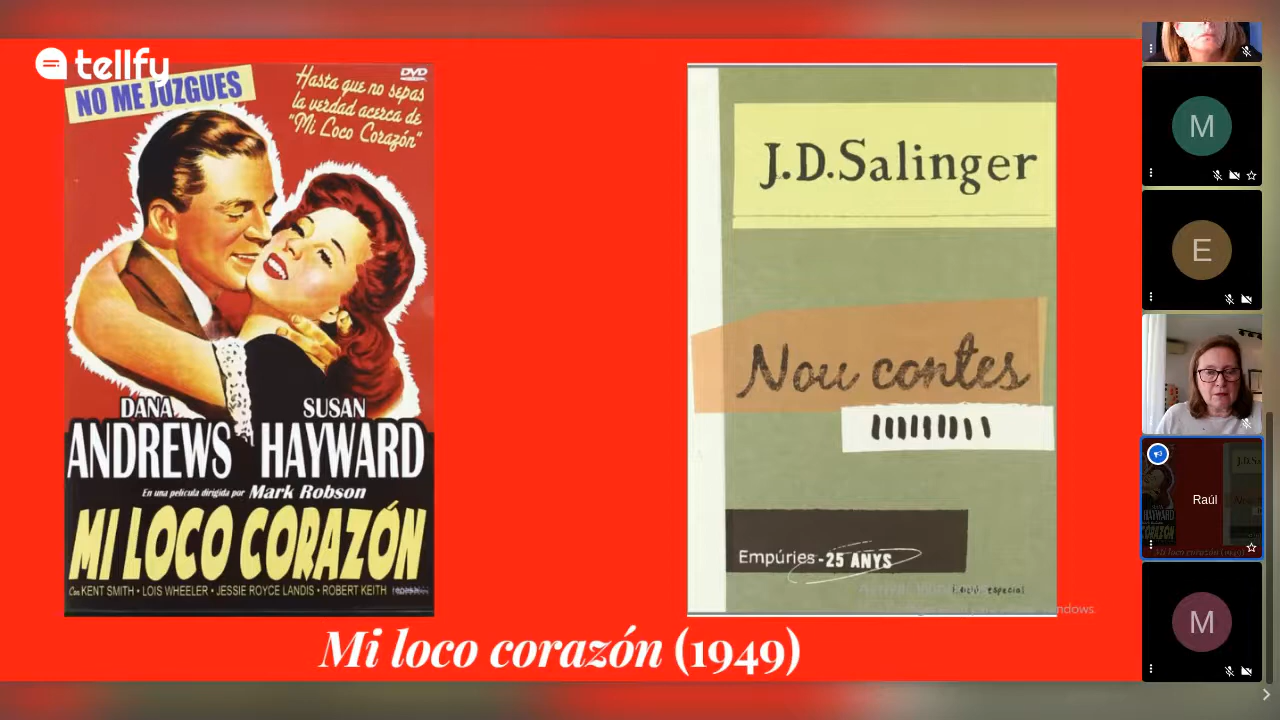 tellfy
NO ME JUZGUES
Hasta que no sepas
la verdad acerca de
"Mi Loco Corazón"
DVD
DANA
ANDREWS
SUSAN
HAYWARD
En una película dirigida por Mark Robson
MI LOCO CORAZÓN
Con KENT SMITH · LOIS WHEELER · JESSIE ROYCE LANDIS · ROBERT KEITH
J.D.Salinger
Nou contes
Empúries - 25 ANYS
especial
Mi loco corazón (1949)
M
E
Raúl
M